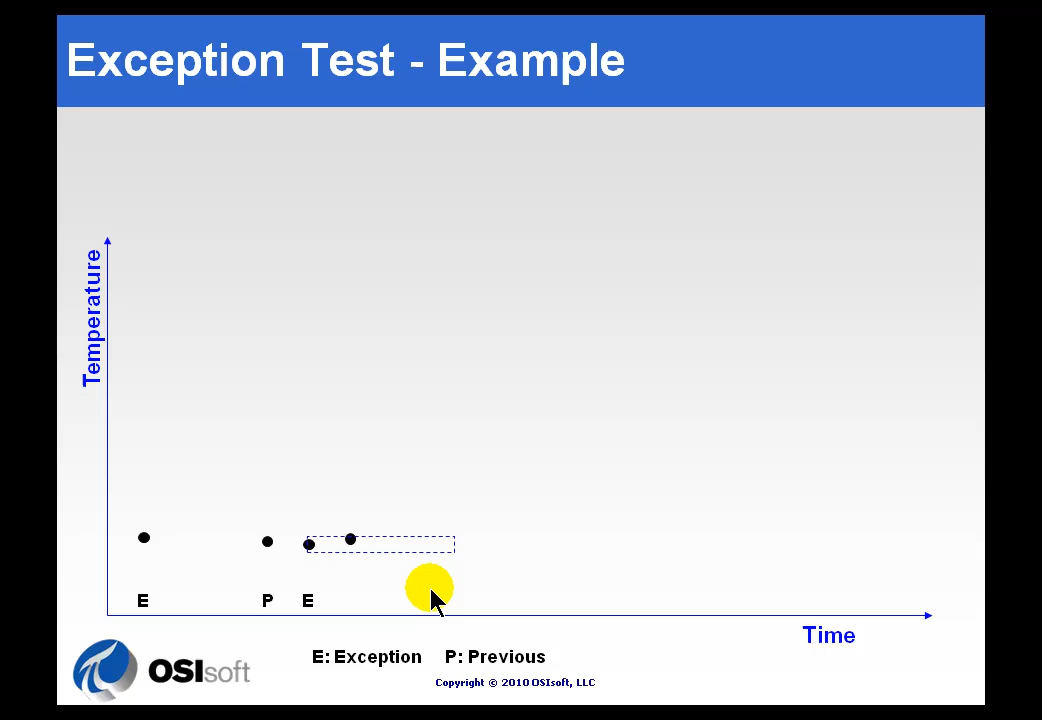 Exception Test - Example
Temperature
E P E
Time
E: Exception P: Previous
OSIsoft
Copyright © 2010 OSIsoft, LLC